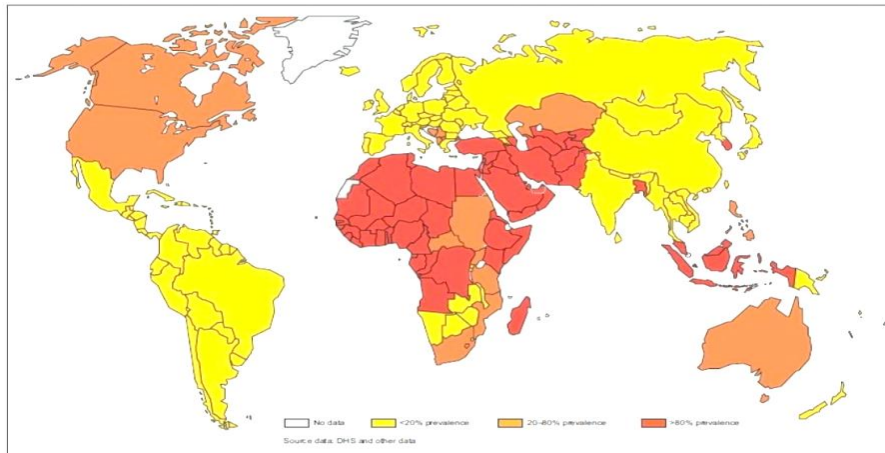 No data
<20% prevalence
20–80% prevalence
>80% prevalence
Source data: DHS and other data